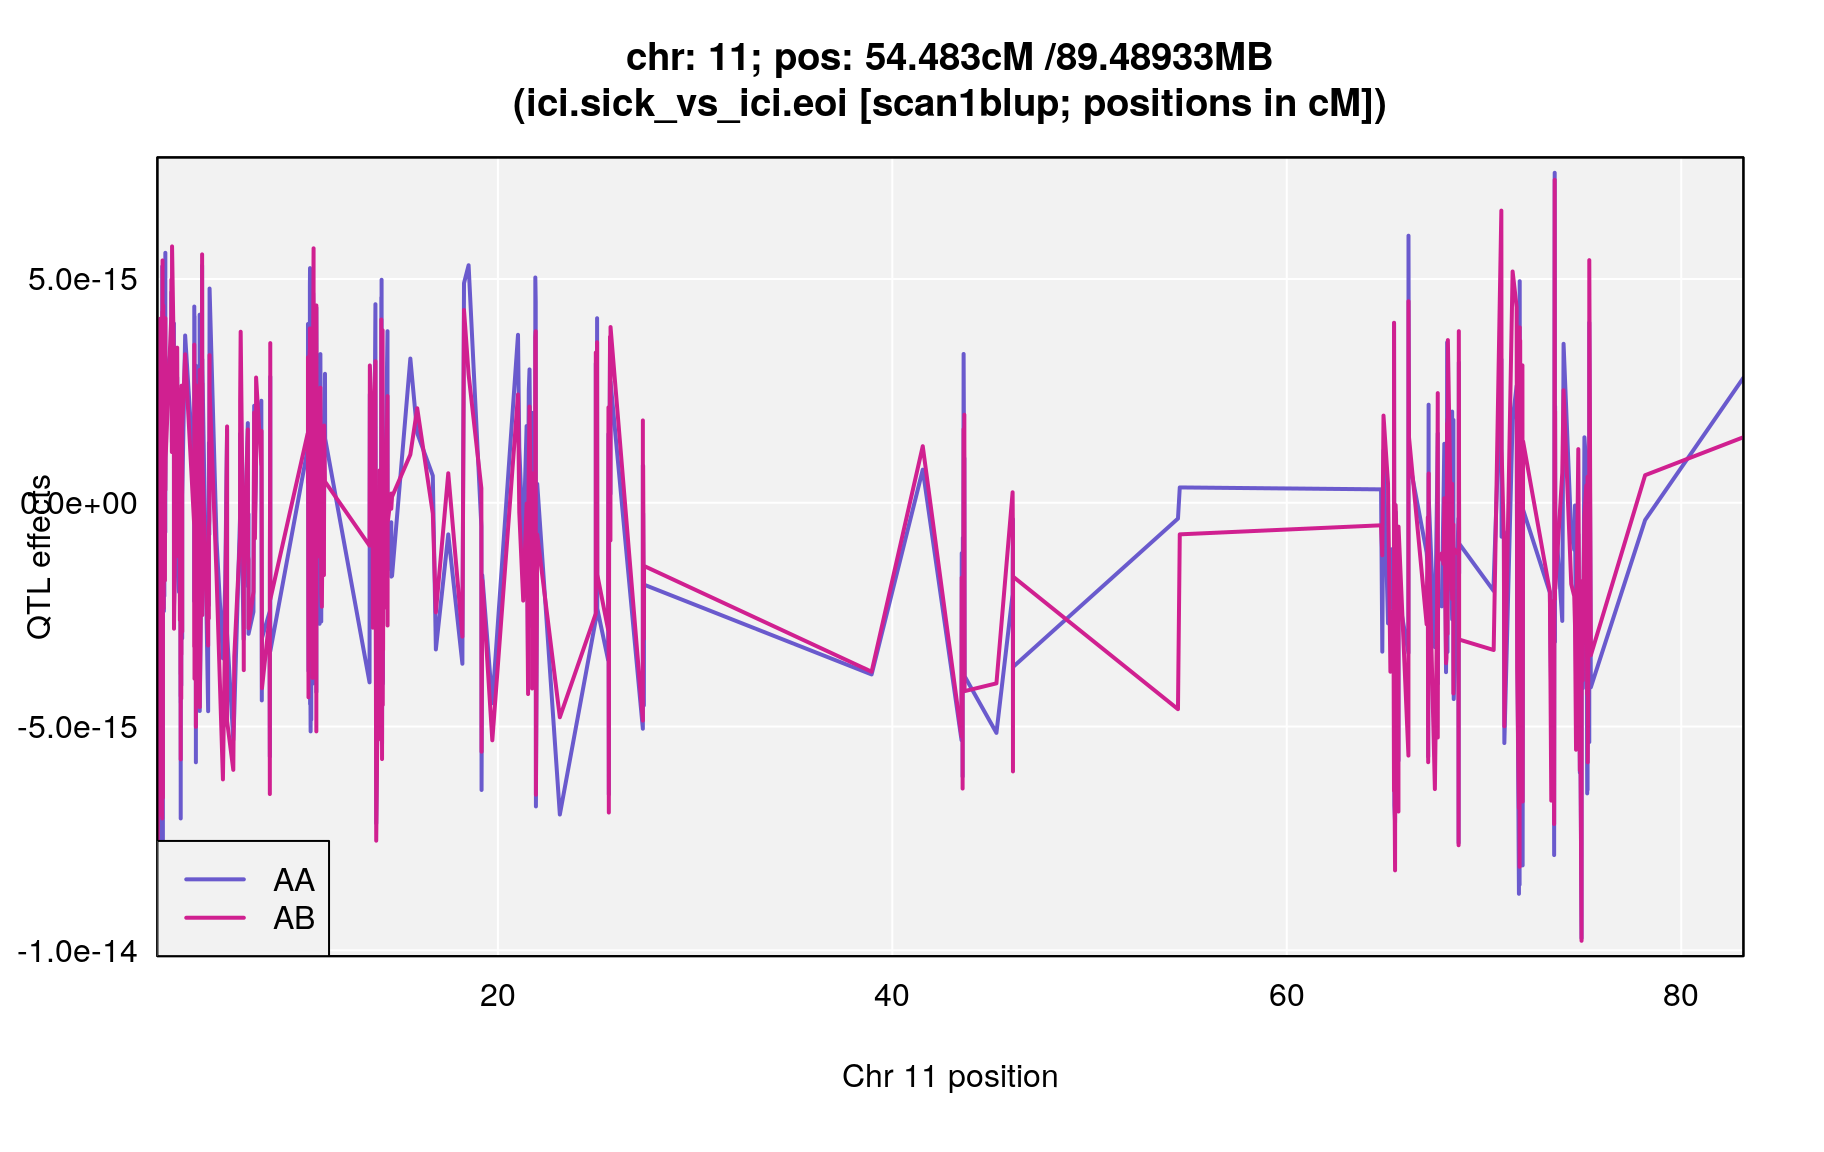 chr: 11; pos: 54.483cM /89.48933MB
(ici.sick_vs_ici.eoi [scan1blup; positions in cM])
QTL effects
5.0e-15
0.0e+00
-5.0e-15
-1.0e-14
AA
AB
20
40
60
80
Chr 11 position